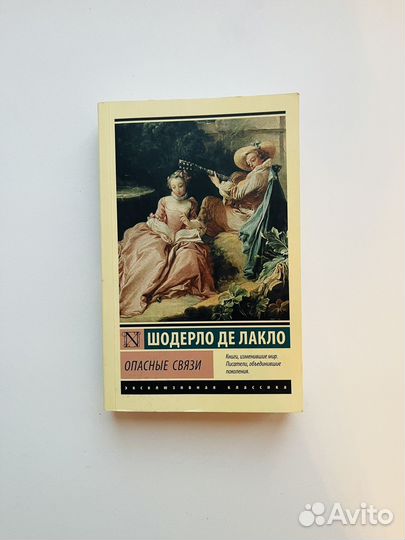 N
ШОДЕРЛО ДЕ ЛАКЛО
ОПАСНЫЕ СВЯЗИ
Книги, изменившие мир.
Писатели, объединившие
поколения.
ЭКСКЛЮЗИВНАЯ КЛАССИКА
Avito